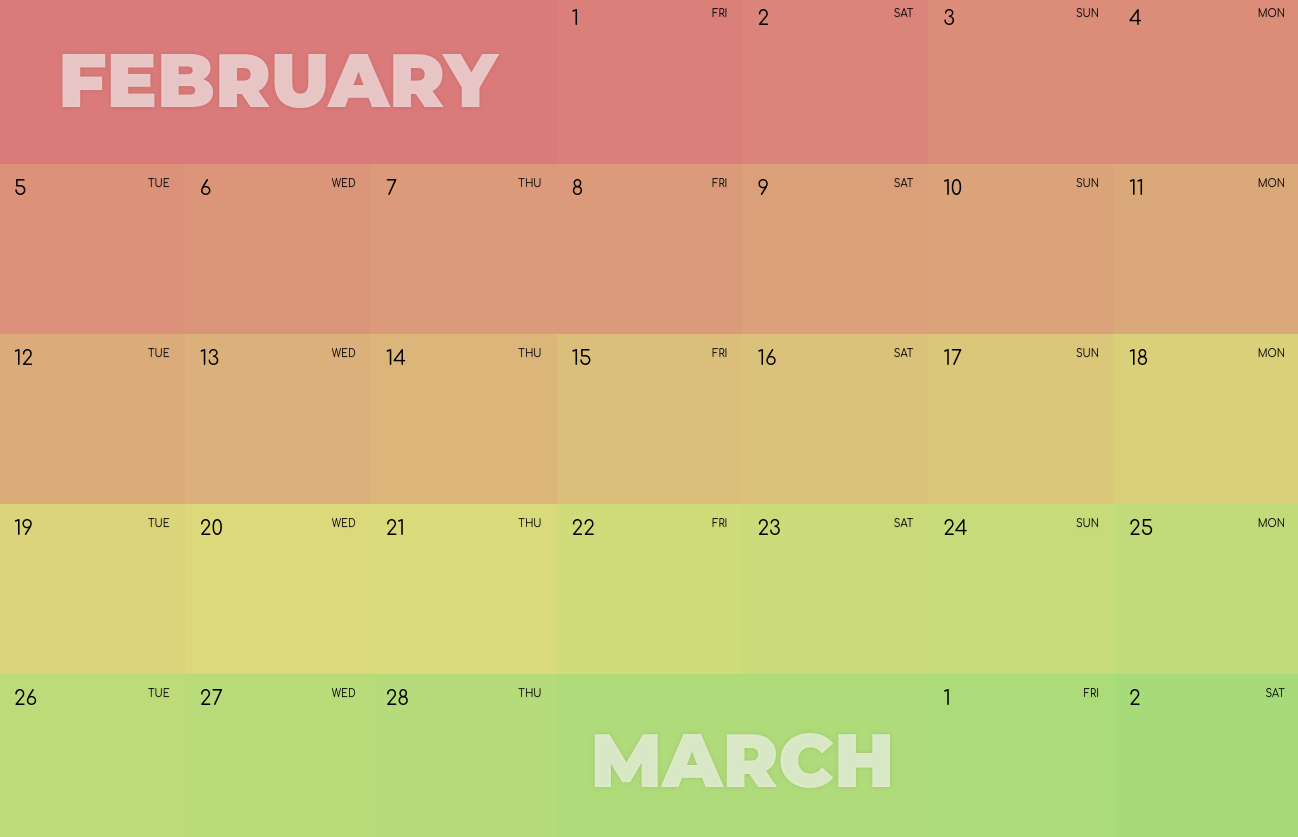 FEBRUARY
1 FRI 2 SAT 3 SUN 4 MON
5 TUE 6 WED 7 THU 8 FRI 9 SAT 10 SUN 11 MON
12 TUE 13 WED 14 THU 15 FRI 16 SAT 17 SUN 18 MON
19 TUE 20 WED 21 THU 22 FRI 23 SAT 24 SUN 25 MON
26 TUE 27 WED 28 THU
MARCH
1 FRI 2 SAT